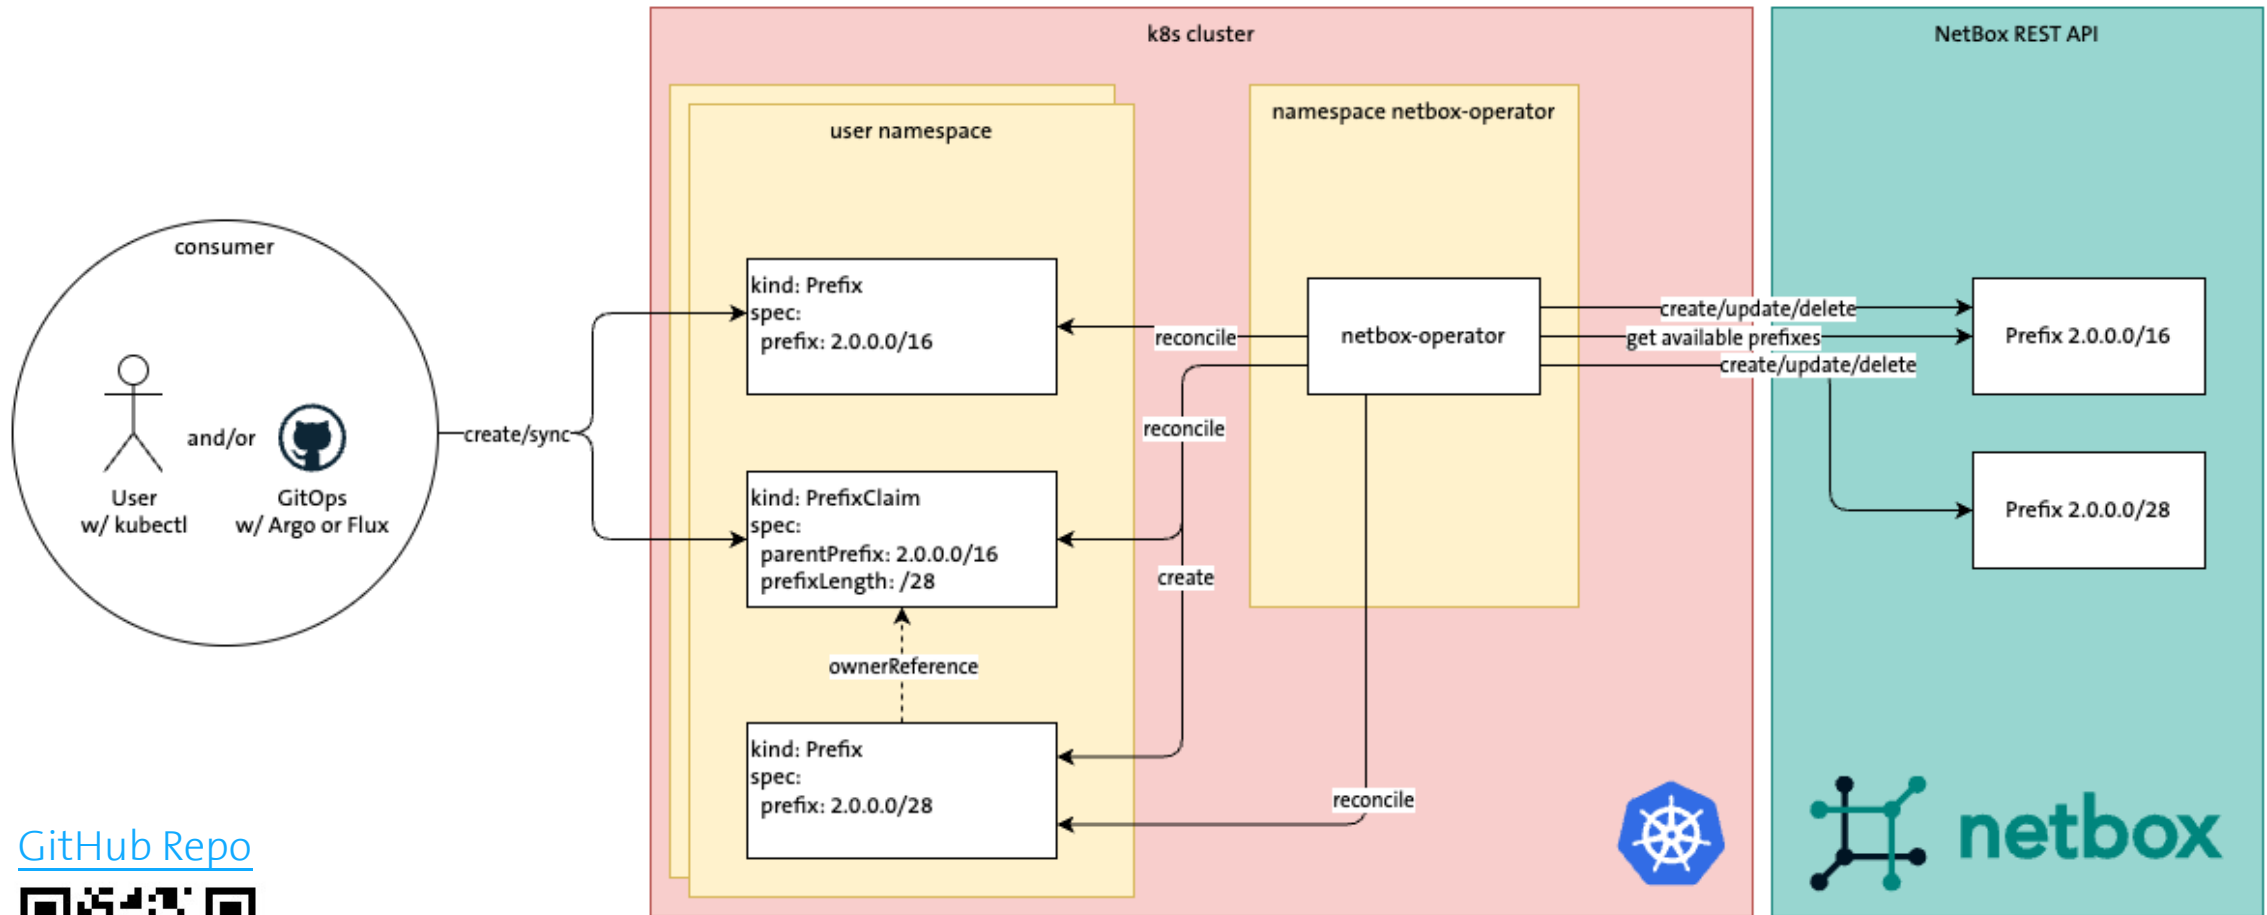 k8s cluster
NetBox REST API
user namespace
namespace netbox-operator
consumer
User
w/ kubectl
and/or
GitOps
w/ Argo or Flux
create/sync
kind: Prefix
spec:
prefix: 2.0.0.0/16
kind: PrefixClaim
spec:
parentPrefix: 2.0.0.0/16
prefixLength: /28
ownerReference
kind: Prefix
spec:
prefix: 2.0.0.0/28
reconcile
reconcile
create
reconcile
netbox-operator
create/update/delete
get available prefixes
create/update/delete
Prefix 2.0.0.0/16
Prefix 2.0.0.0/28
netbox
GitHub Repo